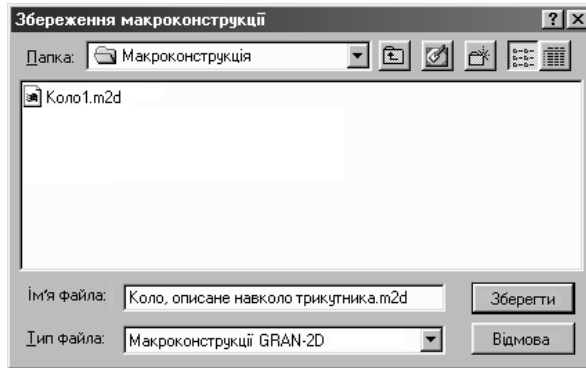 Збереження макроконструкції
Папка: Макроконструкція
Коло1.m2d
Ім'я файла: Коло, описане навколо трикутника.m2d
Зберегти
Тип файла: Макроконструкції GRAN-2D
Відмова